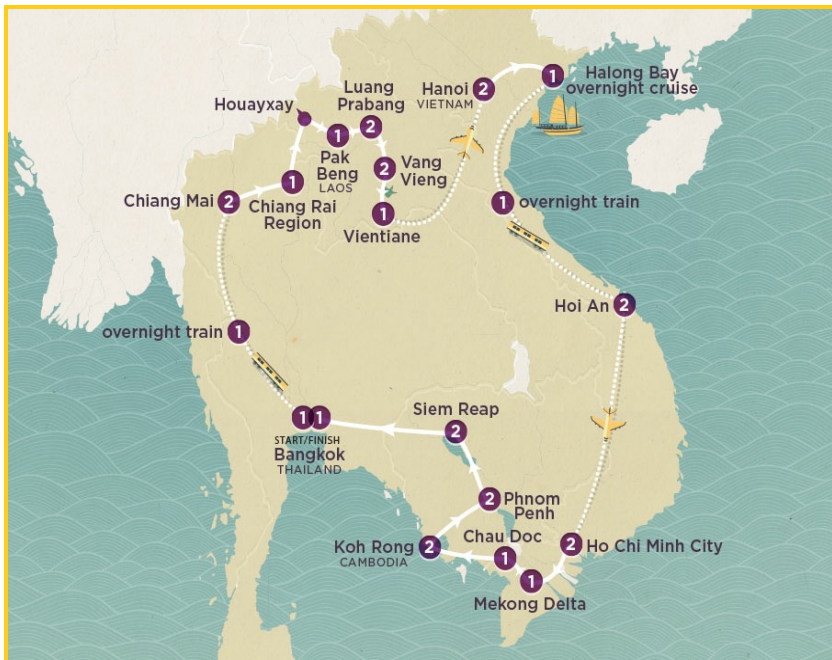 1 1
START/FINISH
Bangkok
THAILAND
overnight train 1
Chiang Mai 2
1
Chiang Rai
Region
Houayxay
1
Pak
Beng
LAOS
Luang
Prabang
2
2 Vang
Vieng
1
Vientiane
Hanoi 2
VIETNAM
1 Halong Bay
overnight cruise
1 overnight train
Hoi An 2
2 Ho Chi Minh City
1
Mekong Delta
Chau Doc
1
Koh Rong 2
CAMBODIA
2 Phnom
Penh
Siem Reap
2